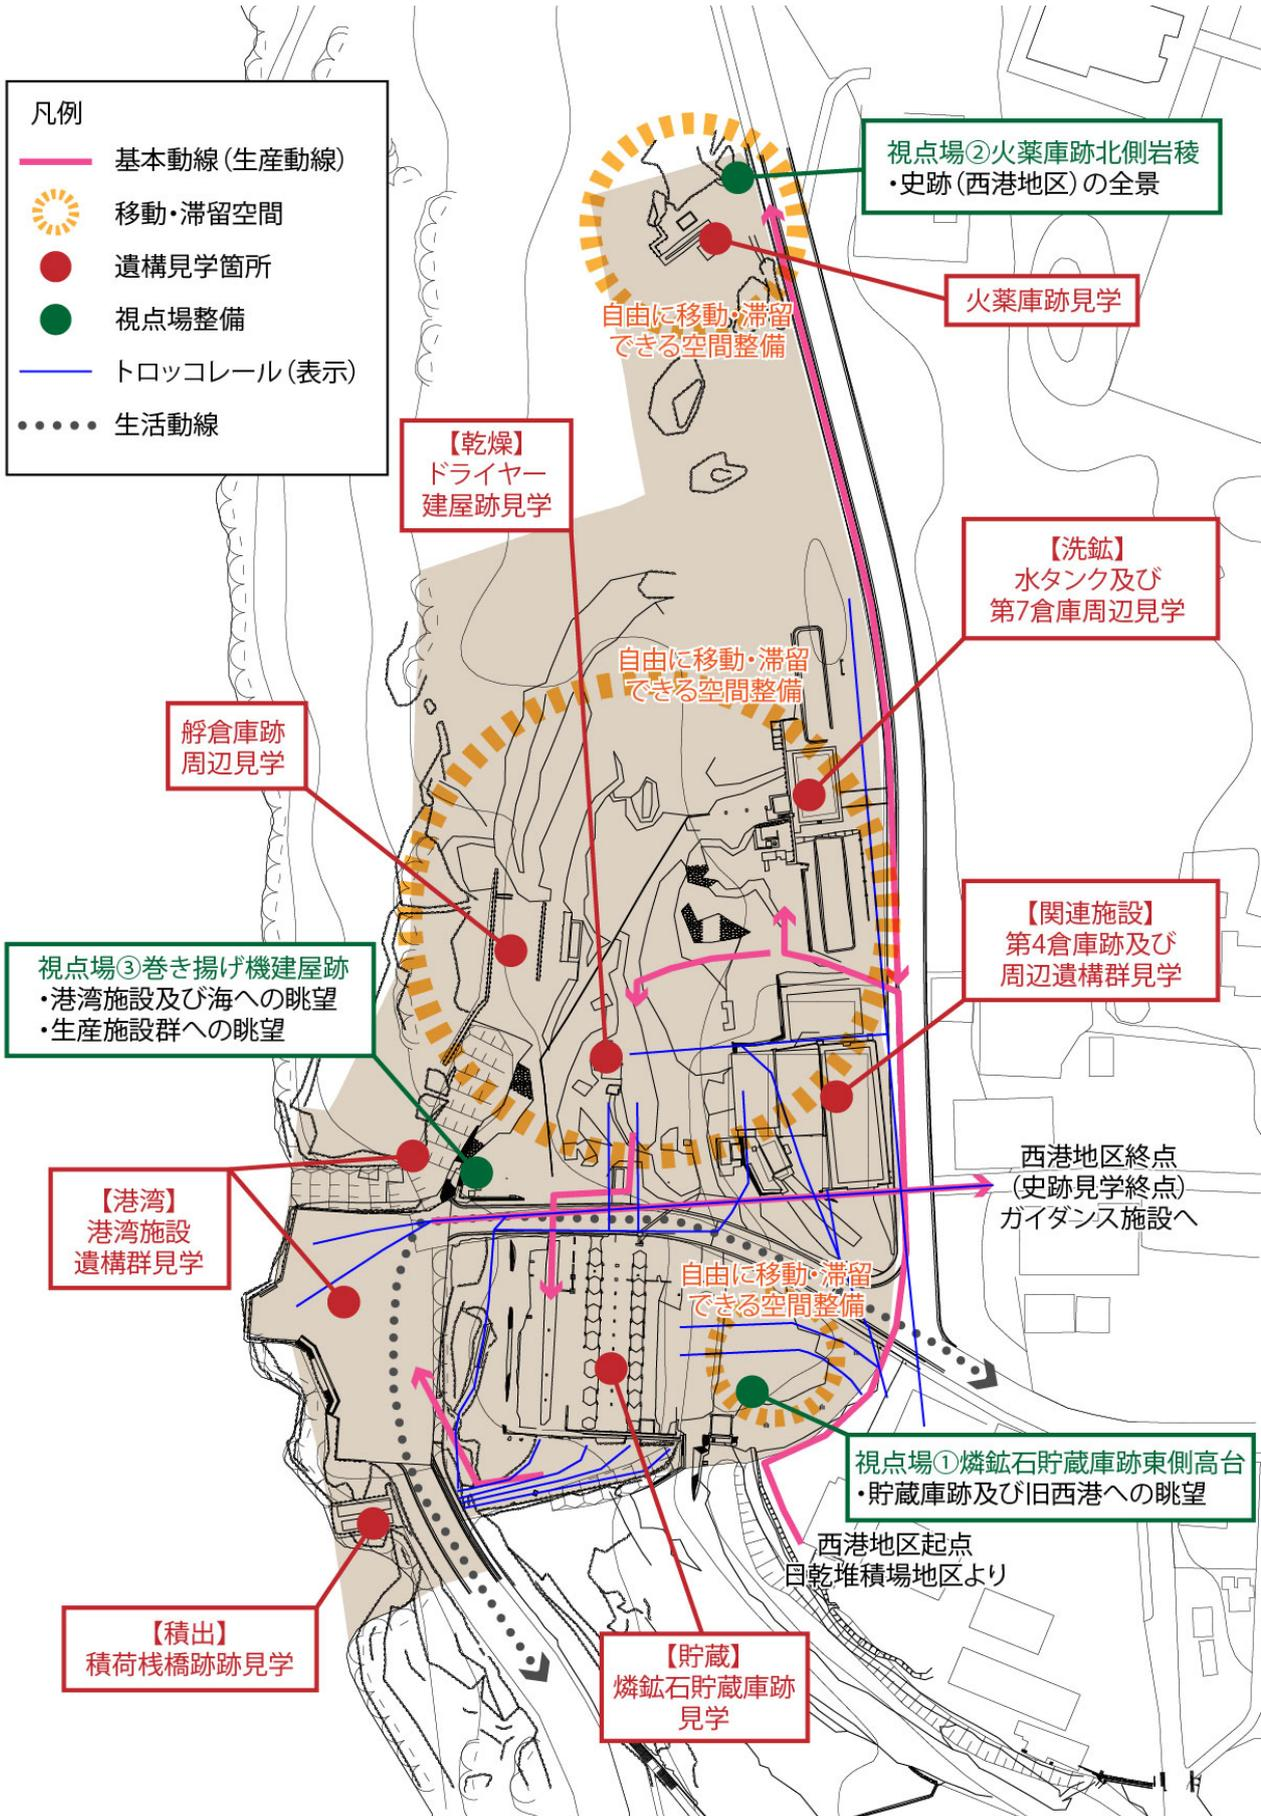 凡例
基本動線（生産動線）
移動・滞留空間
遺構見学箇所
視点場整備
トロッコレール（表示）
生活動線
視点場②火薬庫跡北側岩稜
・史跡（西港地区）の全景
火薬庫跡見学
自由に移動・滞留
できる空間整備
【乾燥】
ドライヤー
建屋跡見学
【洗鉱】
水タンク及び
第7倉庫周辺見学
自由に移動・滞留
できる空間整備
艀倉庫跡
周辺見学
【関連施設】
第4倉庫跡及び
周辺遺構群見学
視点場③巻き揚げ機建屋跡
・港湾施設及び海への眺望
・生産施設群への眺望
西港地区終点
（史跡見学終点）
ガイダンス施設へ
【港湾】
港湾施設
遺構群見学
自由に移動・滞留
できる空間整備
視点場①燐鉱石貯蔵庫跡東側高台
・貯蔵庫跡及び旧西港への眺望
西港地区起点
日乾堆積場地区より
【積出】
積荷桟橋跡跡見学
【貯蔵】
燐鉱石貯蔵庫跡
見学